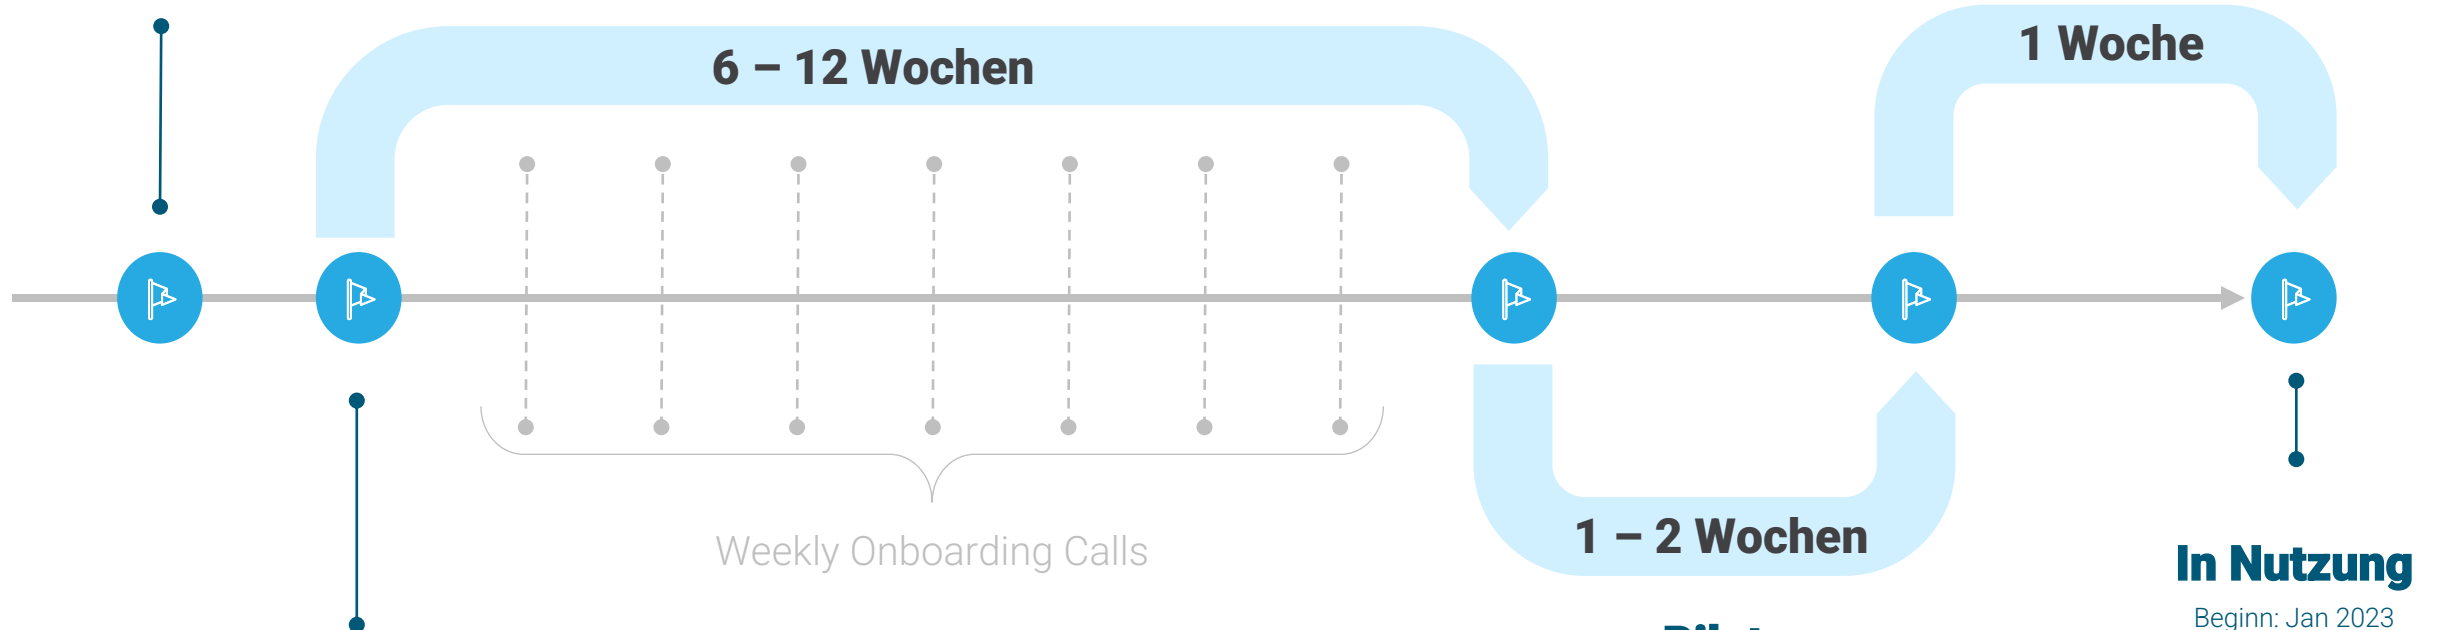 6 – 12 Wochen
1 Woche
Weekly Onboarding Calls
1 – 2 Wochen
In Nutzung
Beginn: Jan 2023